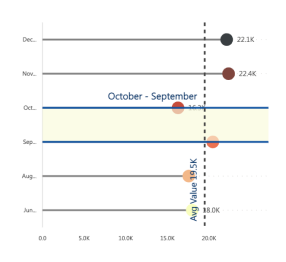 Dec...
22.1K
Nov...
22.4K
October - September
Oct...
Sep...
Aug...
Avg Value 19.5K
Jun...
18.0K
0.0
5.0K
10.0K
15.0K
20.0K